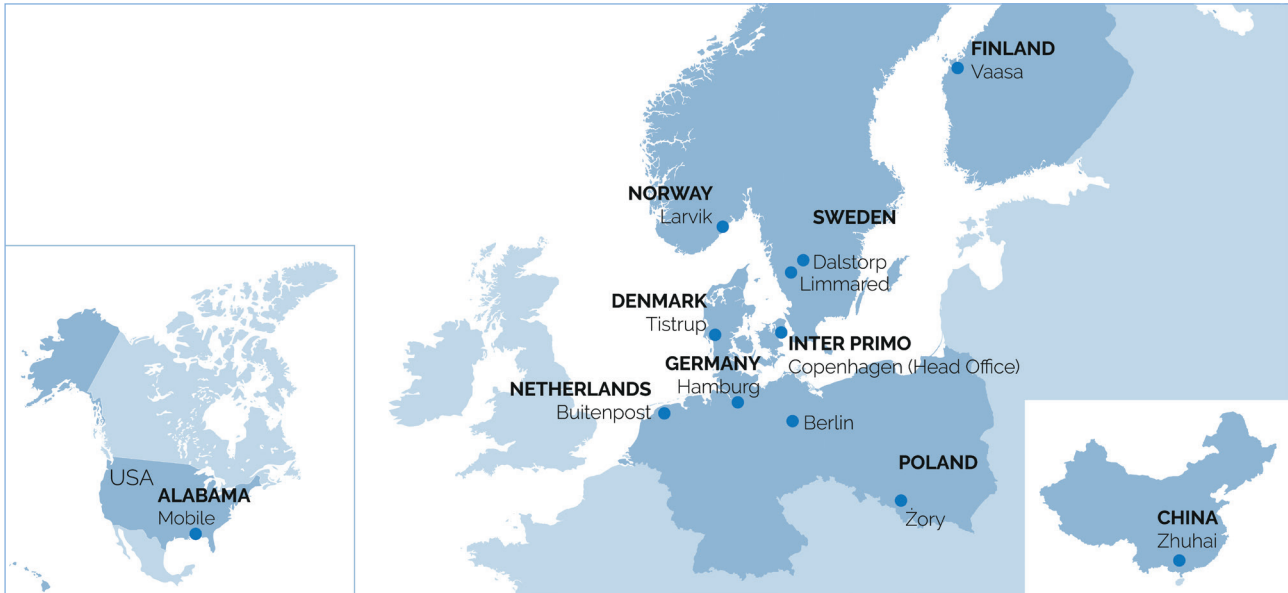 FINLAND
Vaasa
NORWAY
Larvik
SWEDEN
Dalstorp
Limmared
DENMARK
Tistrup
INTER PRIMO
Copenhagen (Head Office)
GERMANY
Hamburg
NETHERLANDS
Buitenpost
Berlin
POLAND
Żory
USA
ALABAMA
Mobile
CHINA
Zhuhai